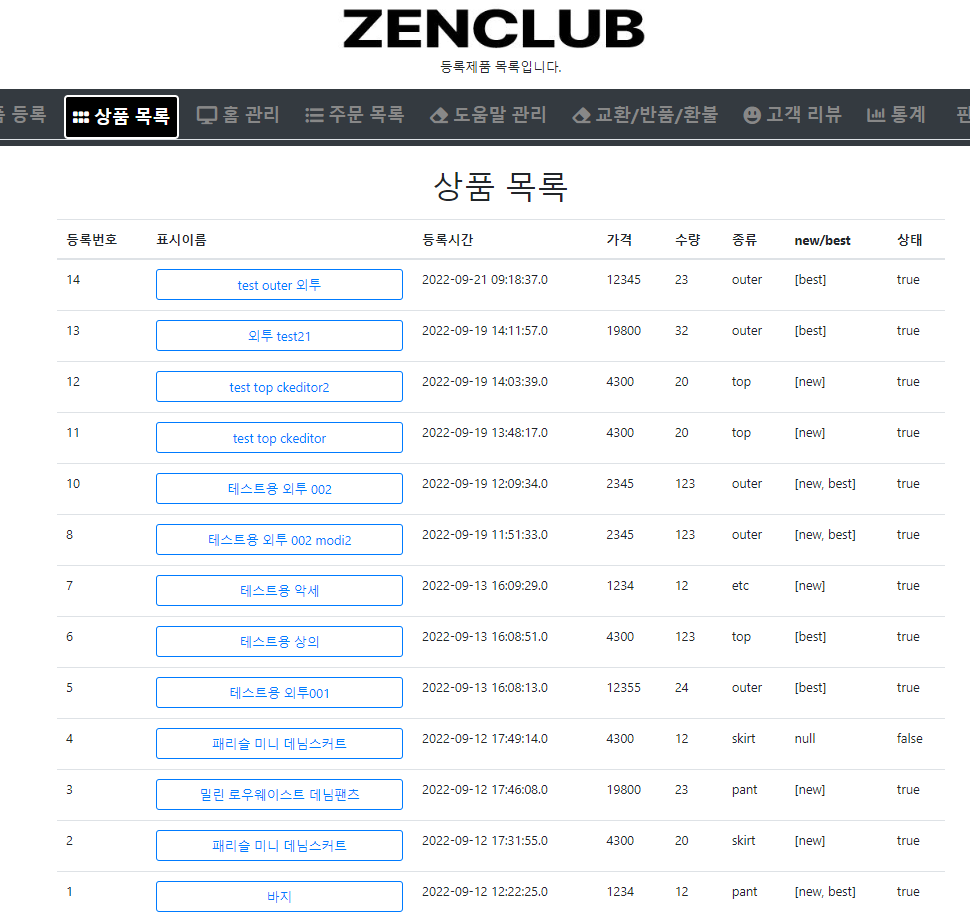 ZENCLUB
등록제품 목록입니다.
등록 상품 목록 홈 관리 주문 목록 도움말 관리 교환/반품/환불 고객 리뷰 통계
상품 목록
등록번호 표시이름 등록시간 가격 수량 종류 new/best 상태
14 test outer 외투 2022-09-21 09:18:37.0 12345 23 outer [best] true
13 외투 test21 2022-09-19 14:11:57.0 19800 32 outer [best] true
12 test top ckeditor2 2022-09-19 14:03:39.0 4300 20 top [new] true
11 test top ckeditor 2022-09-19 13:48:17.0 4300 20 top [new] true
10 테스트용 외투 002 2022-09-19 12:09:34.0 2345 123 outer [new, best] true
8 테스트용 외투 002 modi2 2022-09-19 11:51:33.0 2345 123 outer [new, best] true
7 테스트용 악세 2022-09-13 16:09:29.0 1234 12 etc [new] true
6 테스트용 상의 2022-09-13 16:08:51.0 4300 123 top [best] true
5 테스트용 외투001 2022-09-13 16:08:13.0 12355 24 outer [best] true
4 패리슬 미니 데님스커트 2022-09-12 17:49:14.0 4300 12 skirt null false
3 밀린 로우웨이스트 데님팬츠 2022-09-12 17:46:08.0 19800 23 pant [new] true
2 패리슬 미니 데님스커트 2022-09-12 17:31:55.0 4300 20 skirt [new] true
1 바지 2022-09-12 12:22:25.0 1234 12 pant [new, best] true